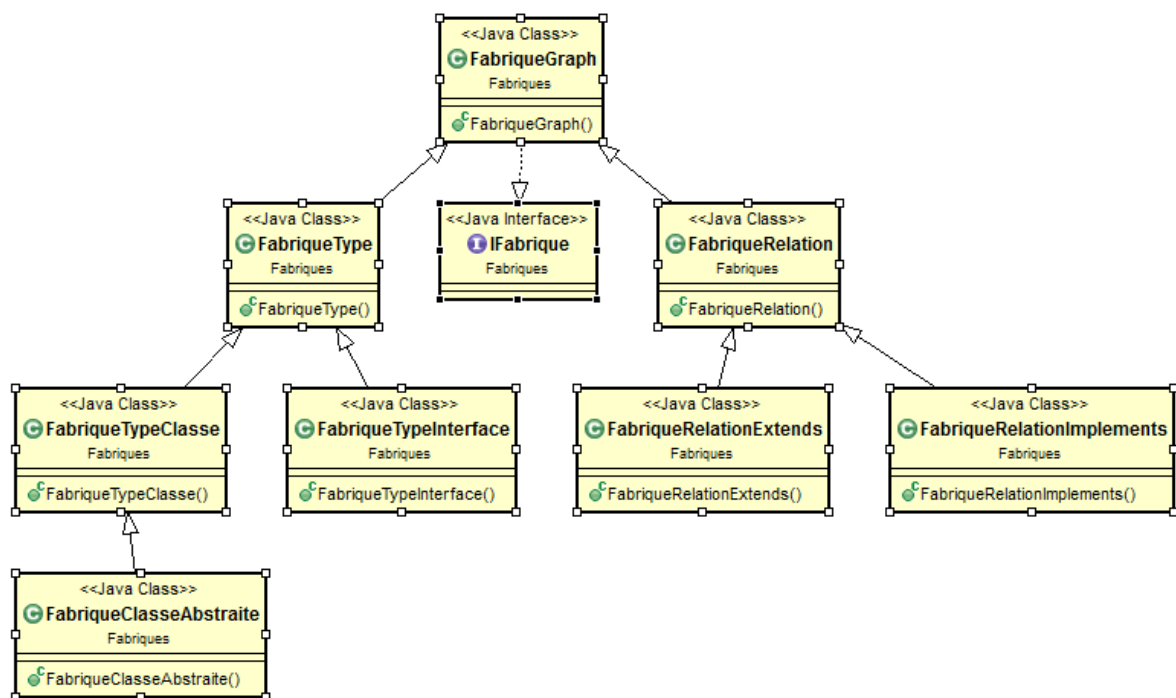 <<Java Class>>
FabriqueGraph
Fabriques
FabriqueGraph()
<<Java Class>>
FabriqueType
Fabriques
FabriqueType()
<<Java Interface>>
IFabrique
Fabriques
<<Java Class>>
FabriqueRelation
Fabriques
FabriqueRelation()
<<Java Class>>
FabriqueTypeClasse
Fabriques
FabriqueTypeClasse()
<<Java Class>>
FabriqueTypeInterface
Fabriques
FabriqueTypeInterface()
<<Java Class>>
FabriqueRelationExtends
Fabriques
FabriqueRelationExtends()
<<Java Class>>
FabriqueRelationImplements
Fabriques
FabriqueRelationImplements()
<<Java Class>>
FabriqueClasseAbstraite
Fabriques
FabriqueClasseAbstraite()